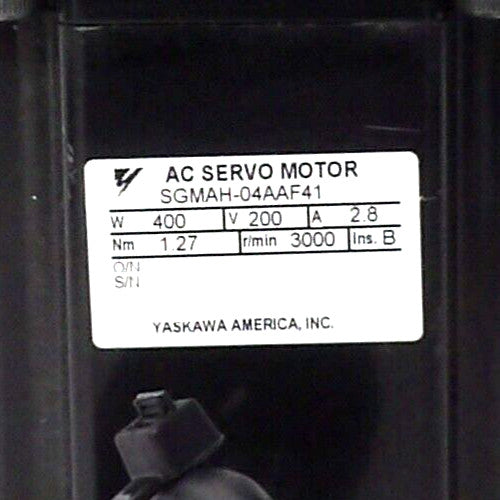 AC SERVO MOTOR
SGMAH-04AAF41
W 400 V 200 A 2.8
Nm 1.27 r/min 3000 Ins. B
O/N
S/N
YASKAWA AMERICA, INC.